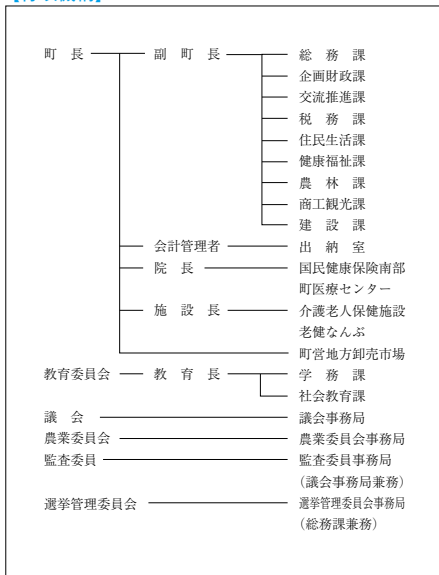 町 長 副 町 長 総 務 課
企画財政課
交流推進課
税 務 課
住民生活課
健康福祉課
農 林 課
商工観光課
建 設 課
会計管理者 出 納 室
院 長 国民健康保険南部
町医療センター
施 設 長 介護老人保健施設
老健なんぶ
町営地方卸売市場
教育委員会 教 育 長 学 務 課
社会教育課
議 会 議会事務局
農業委員会 農業委員会事務局
監査委員 監査委員事務局
(議会事務局兼務)
選挙管理委員会 選挙管理委員会事務局
(総務課兼務)